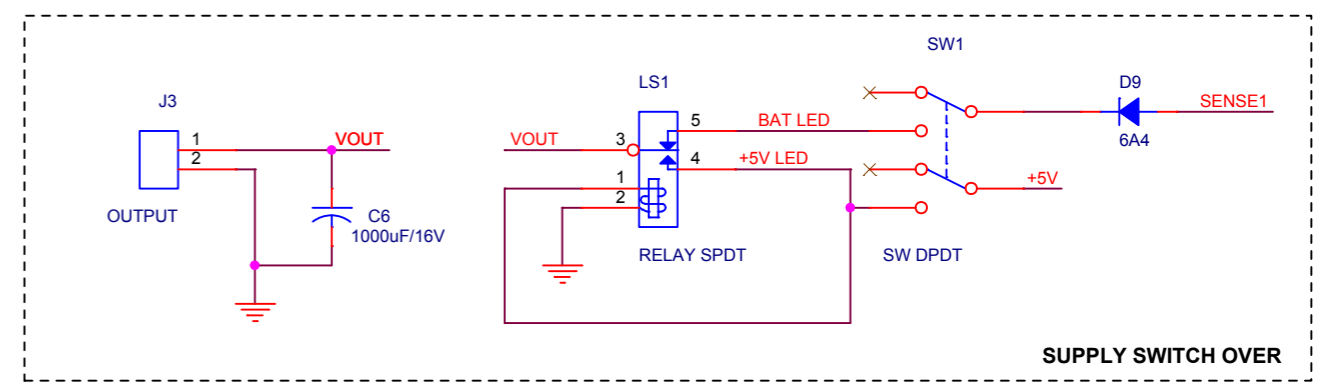 SW1
J3
LS1
D9
1
VOUT
2
VOUT
3
5
BAT LED
SENSE1
6A4
4
+5V LED
1
+5V
2
OUTPUT
C6
1000uF/16V
RELAY SPDT
SW DPDT
SUPPLY SWITCH OVER